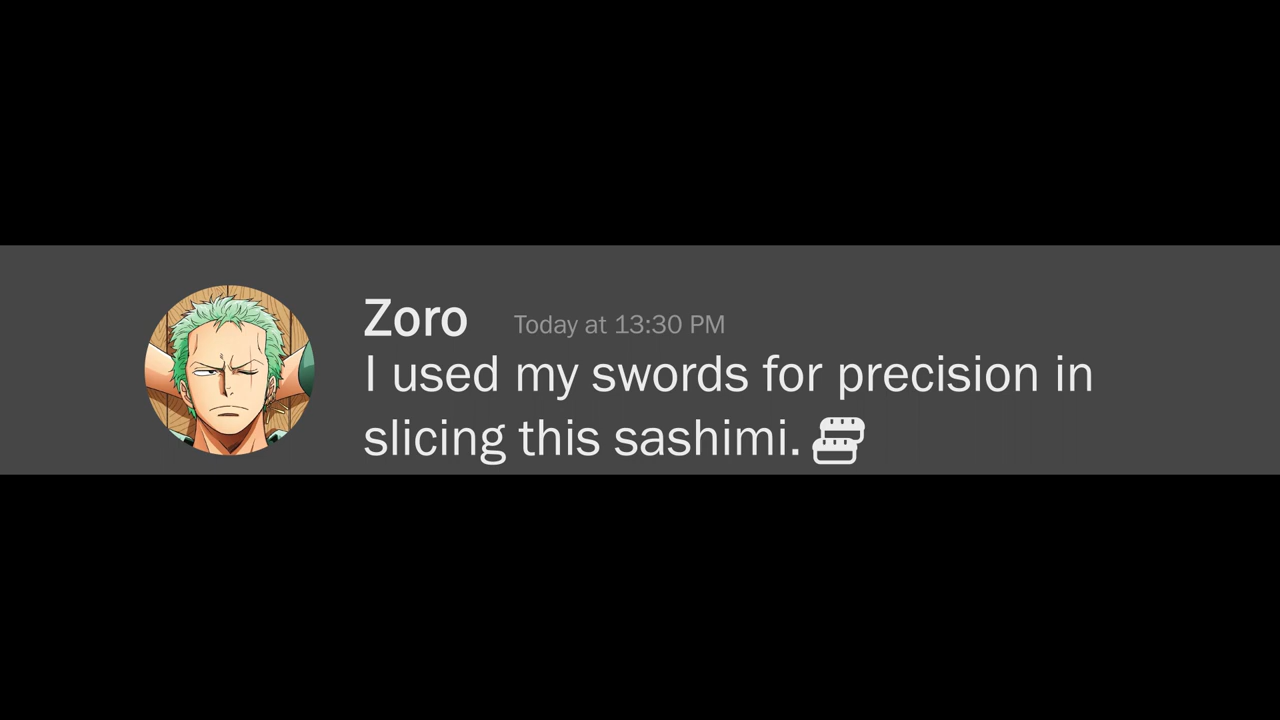 Zoro Today at 13:30 PM
I used my swords for precision in
slicing this sashimi. 🍣